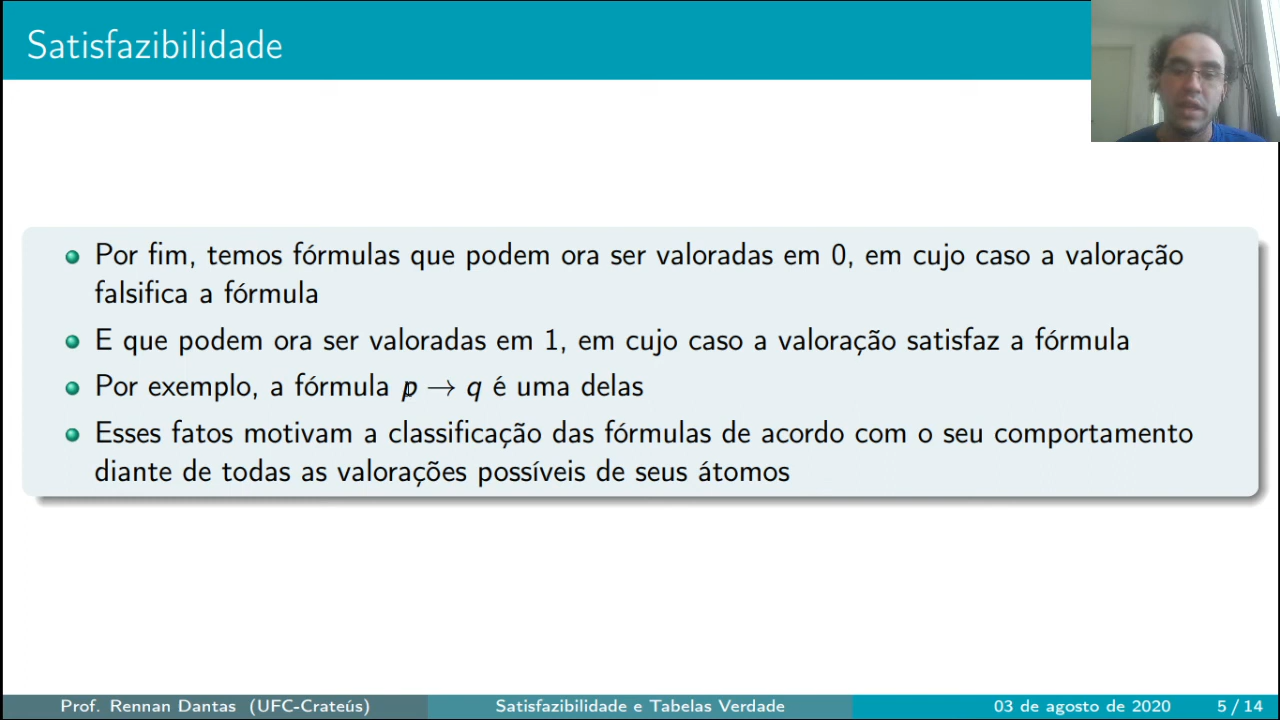 Satisfazibilidade
Por fim, temos fórmulas que podem ora ser valoradas em 0, em cujo caso a valoração
falsifica a fórmula
E que podem ora ser valoradas em 1, em cujo caso a valoração satisfaz a fórmula
Por exemplo, a fórmula p → q é uma delas
Esses fatos motivam a classificação das fórmulas de acordo com o seu comportamento
diante de todas as valorações possíveis de seus átomos
Prof. Rennan Dantas (UFC-Crateús) Satisfazibilidade e Tabelas Verdade 03 de agosto de 2020 5 / 14